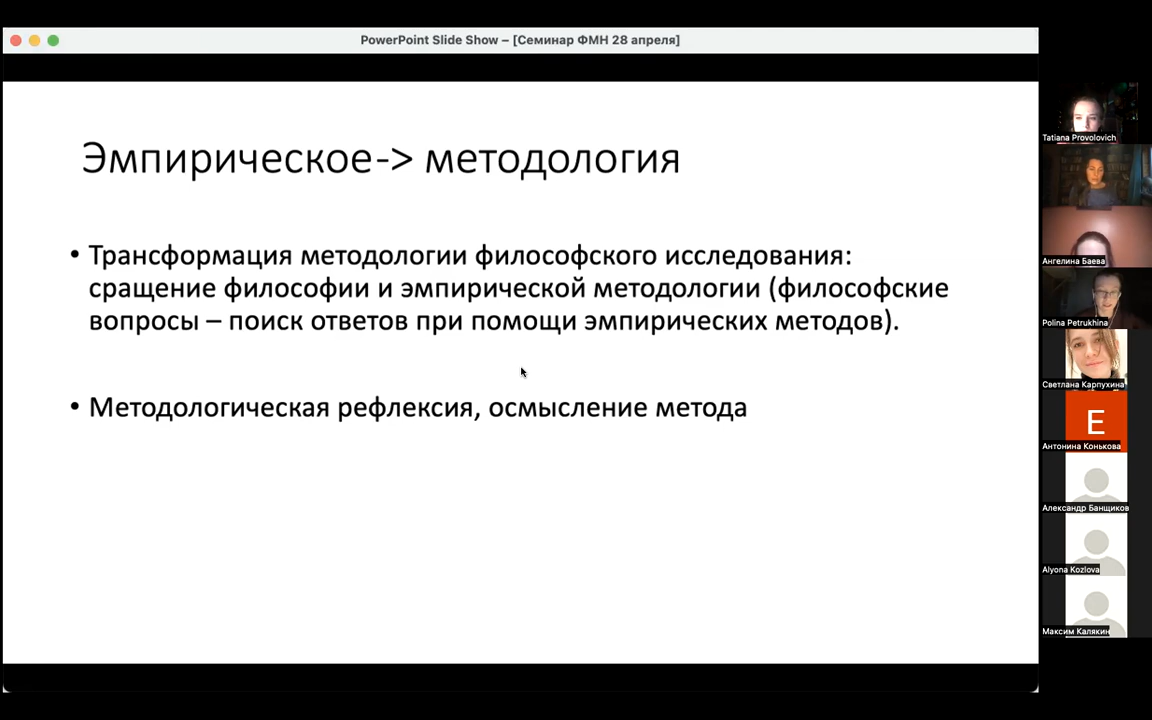 PowerPoint Slide Show – [Семинар ФМН 28 апреля]
Эмпирическое-> методология
• Трансформация методологии философского исследования:
сращение философии и эмпирической методологии (философские
вопросы – поиск ответов при помощи эмпирических методов).
• Методологическая рефлексия, осмысление метода
Tatiana Provolovich
Ангелина Баева
Polina Petrukhina
Светлана Карпухина
E
Антонина Конькова
Александр Банщиков
Alyona Kozlova
Максим Калякин